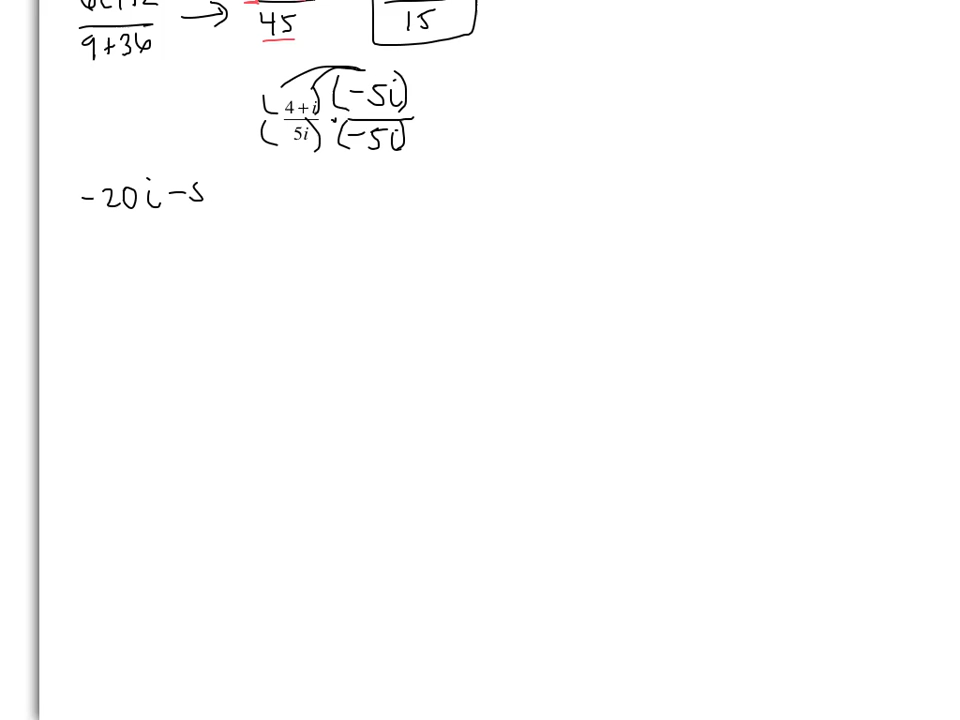 9+36 → 45 15
(4+i)(-5i)
(5i) · (-5i)
-20i-5